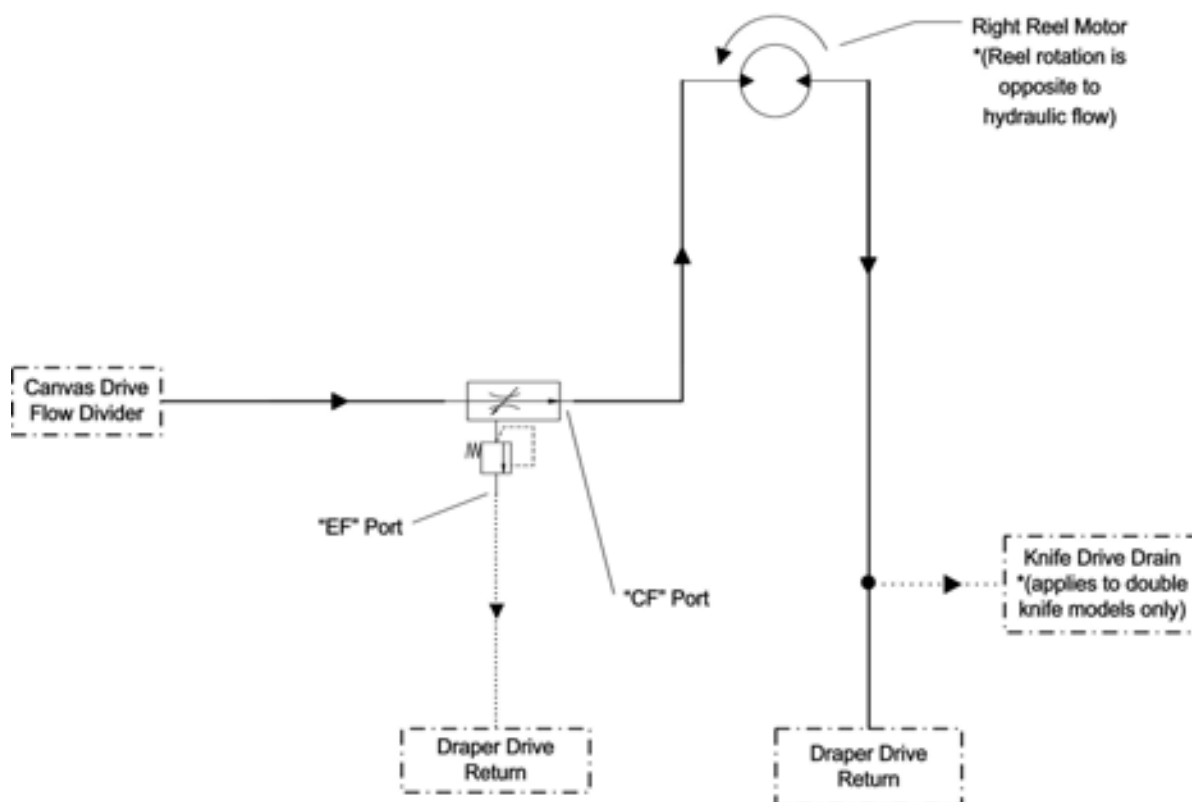 Right Reel Motor
*(Reel rotation is
opposite to
hydraulic flow)
Canvas Drive
Flow Divider
"EF" Port
"CF" Port
Knife Drive Drain
*(applies to double
knife models only)
Draper Drive
Return
Draper Drive
Return